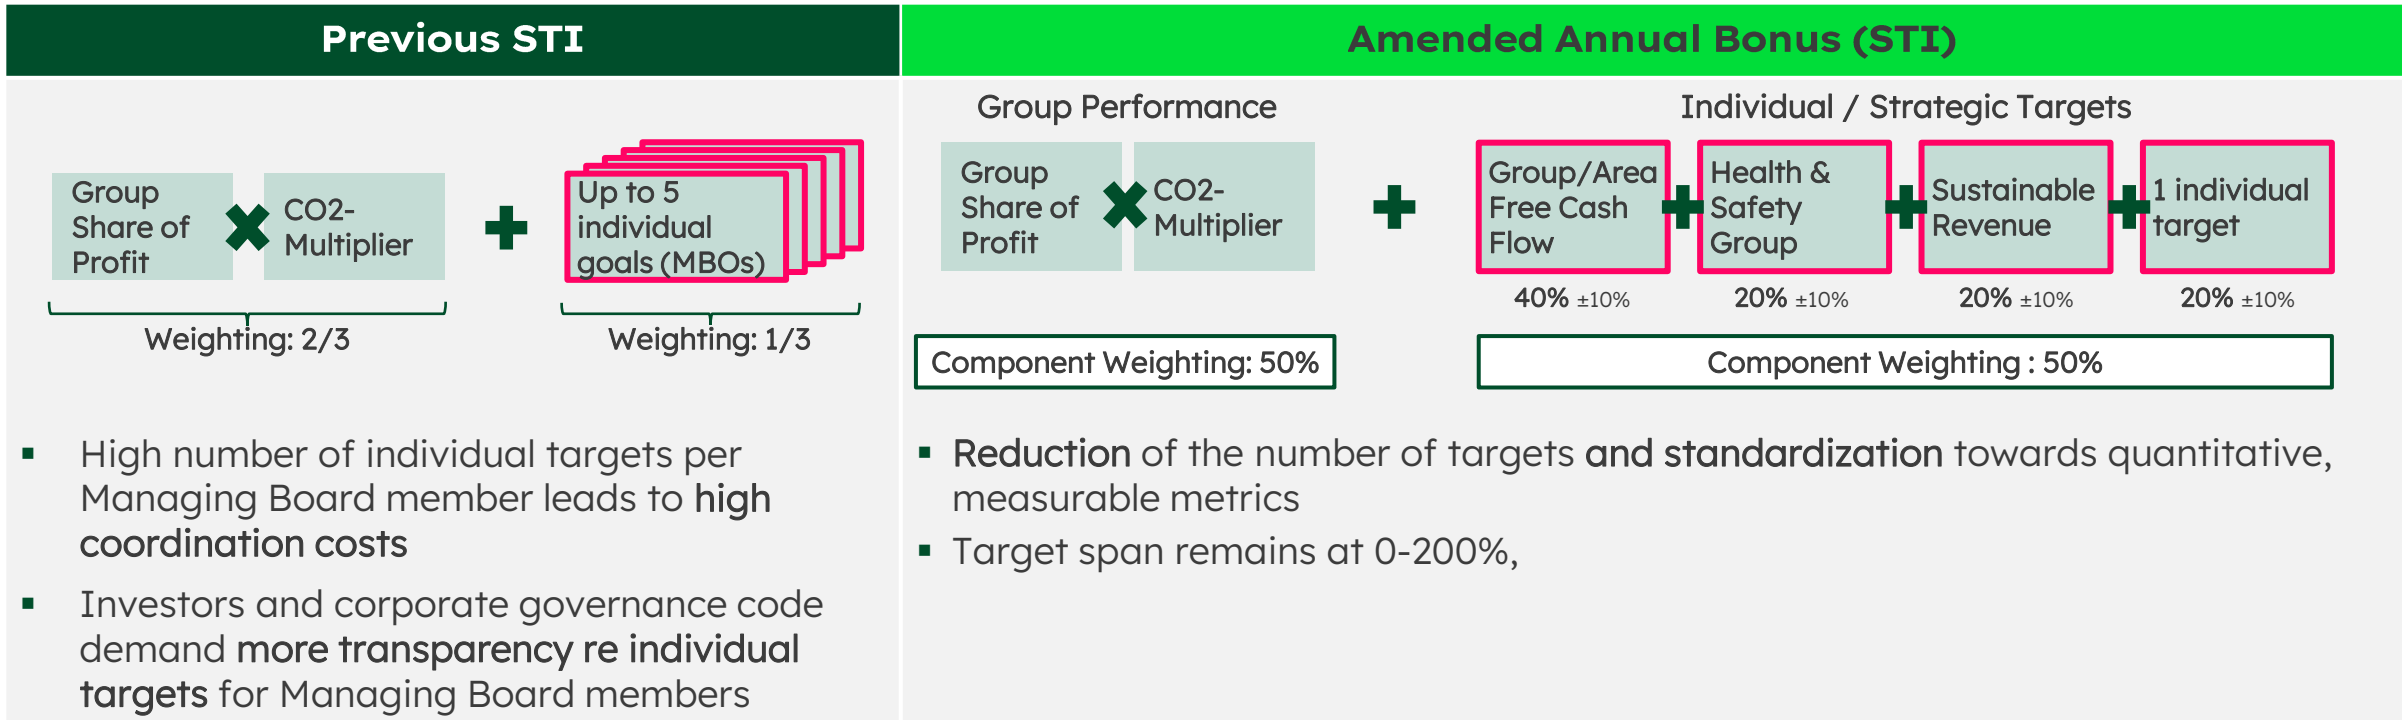 Previous STI
Group
Share of
Profit
CO2-
Multiplier
Up to 5
individual
goals (MBOs)
Weighting: 2/3
Weighting: 1/3
▪ High number of individual targets per
Managing Board member leads to high
coordination costs
▪ Investors and corporate governance code
demand more transparency re individual
targets for Managing Board members
Amended Annual Bonus (STI)
Group Performance
Group
Share of
Profit
CO2-
Multiplier
Component Weighting: 50%
Individual / Strategic Targets
Group/Area
Free Cash
Flow
40% ±10%
Health &
Safety
Group
20% ±10%
Sustainable
Revenue
20% ±10%
1 individual
target
20% ±10%
Component Weighting : 50%
▪ Reduction of the number of targets and standardization towards quantitative,
measurable metrics
▪ Target span remains at 0-200%,